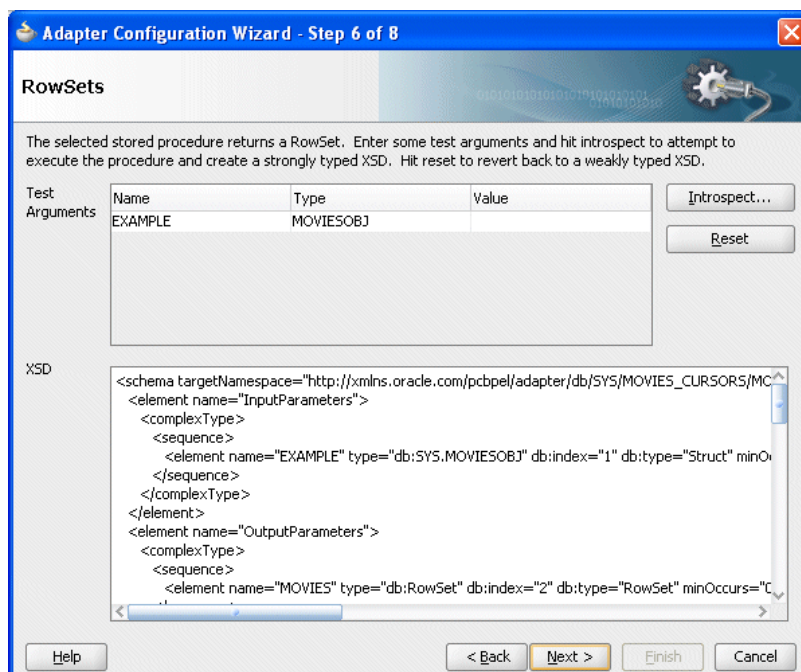 Adapter Configuration Wizard - Step 6 of 8
RowSets
The selected stored procedure returns a RowSet. Enter some test arguments and hit introspect to attempt to
execute the procedure and create a strongly typed XSD. Hit reset to revert back to a weakly typed XSD.
Test Arguments
Name Type Value
EXAMPLE MOVIESOBJ
Introspect...
Reset
XSD
<schema targetNamespace="http://xmlns.oracle.com/pcbpel/adapter/db/SYS/MOVIES_CURSORS/MO
<element name="InputParameters">
<complexType>
<sequence>
<element name="EXAMPLE" type="db:SYS.MOVIESOBJ" db:index="1" db:type="Struct" minO
</sequence>
</complexType>
</element>
<element name="OutputParameters">
<complexType>
<sequence>
<element name="MOVIES" type="db:RowSet" db:index="2" db:type="RowSet" minOccurs="0
Help
< Back
Next >
Finish
Cancel